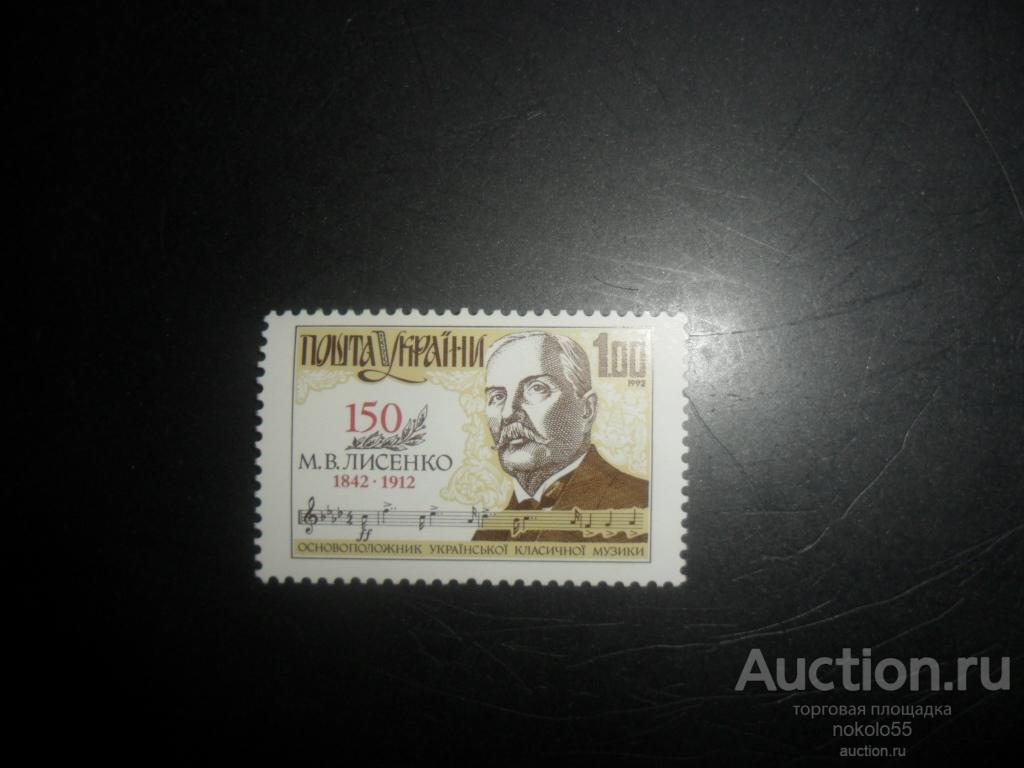 ПОШТА УКРАЇНИ
1.00
1992
150
М.В.ЛИСЕНКО
1842 · 1912
ff
ОСНОВОПОЛОЖНИК УКРАЇНСЬКОЇ КЛАСИЧНОЇ МУЗИКИ
Auction.ru
торговая площадка
nokolo55
auction.ru